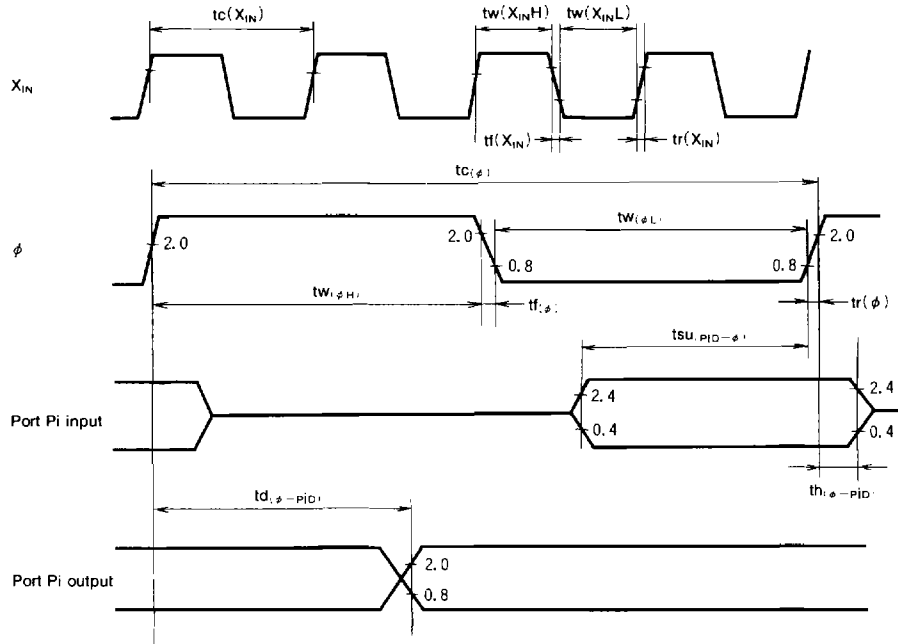 tc(XIN) tw(XINH) tw(XINL)
XIN
tf(XIN) tr(XIN)
tc(ϕ)
tw(ϕL)
ϕ 2.0 2.0 2.0
0.8 0.8
tw(ϕH) tf(ϕ) tr(ϕ)
tsu(PiD-ϕ)
2.4 2.4
Port Pi input
0.4 0.4
td(ϕ-PiD) th(ϕ-PiD)
2.0
Port Pi output
0.8